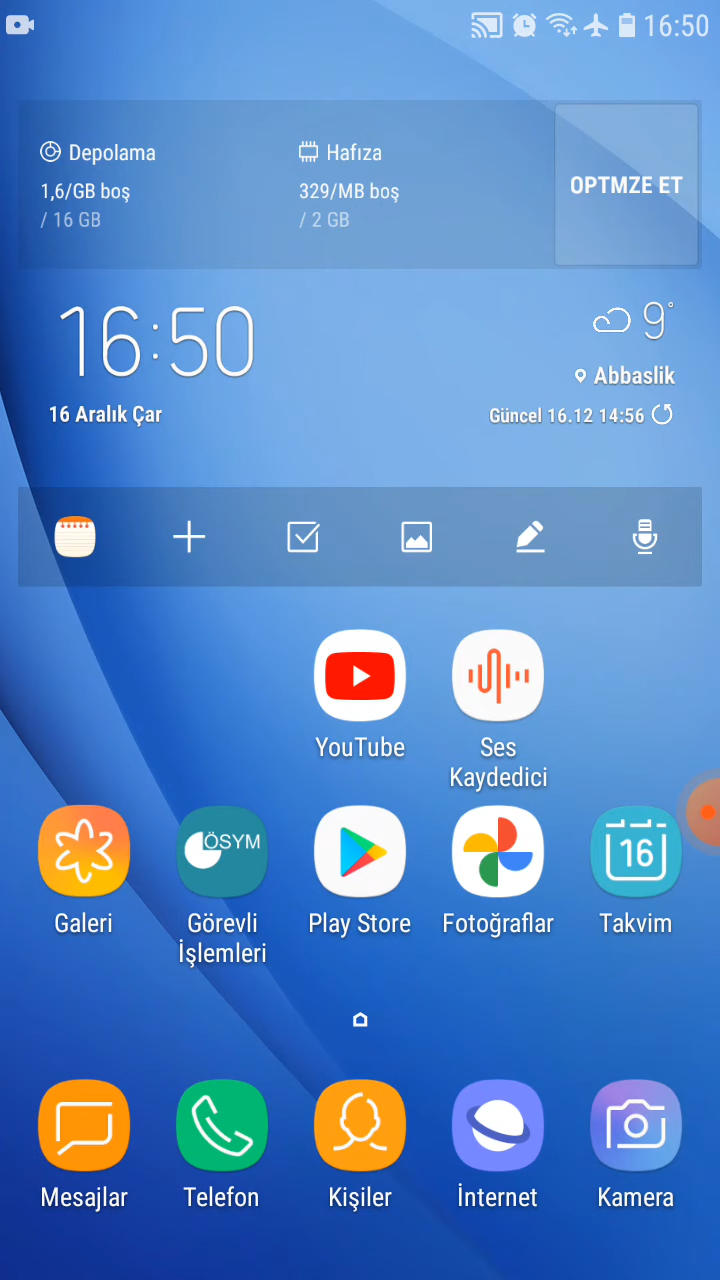 16:50
Depolama
Hafıza
1,6/GB boş
329/MB boş
/ 16 GB
/ 2 GB
OPTMZE ET
16:50
9°
Abbaslik
16 Aralık Çar
Güncel 16.12 14:56
YouTube
Ses
Kaydedici
ÖSYM
16
Galeri
Görevli
İşlemleri
Play Store
Fotoğraflar
Takvim
Mesajlar
Telefon
Kişiler
İnternet
Kamera